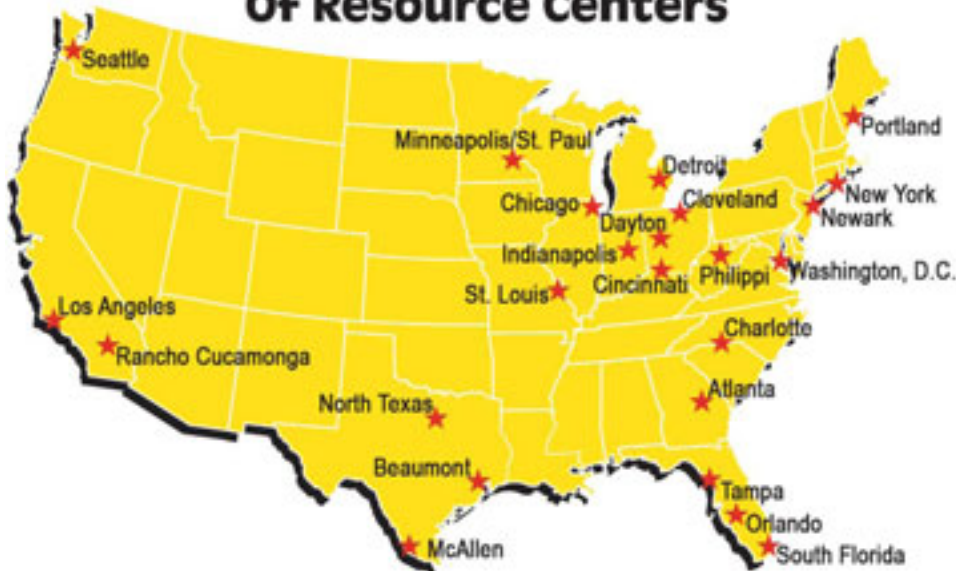 Of Resource Centers
Seattle
Portland
Minneapolis/St. Paul
Detroit
New York
Chicago
Cleveland
Newark
Dayton
Indianapolis
Philippi
Washington, D.C.
Cincinnati
St. Louis
Los Angeles
Charlotte
Rancho Cucamonga
Atlanta
North Texas
Beaumont
Tampa
Orlando
McAllen
South Florida